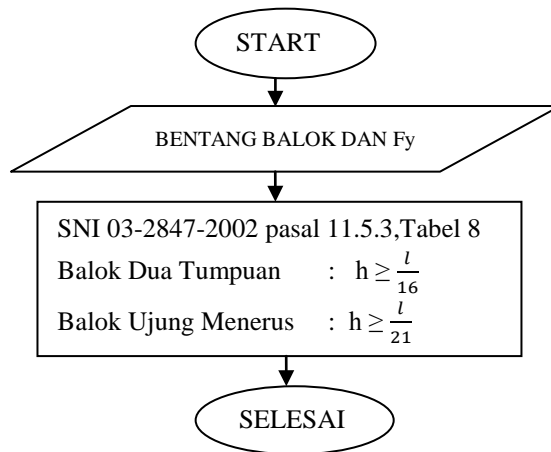 START
BENTANG BALOK DAN Fy
SNI 03-2847-2002 pasal 11.5.3,Tabel 8
Balok Dua Tumpuan : h ≥ l/16
Balok Ujung Menerus : h ≥ l/21
SELESAI